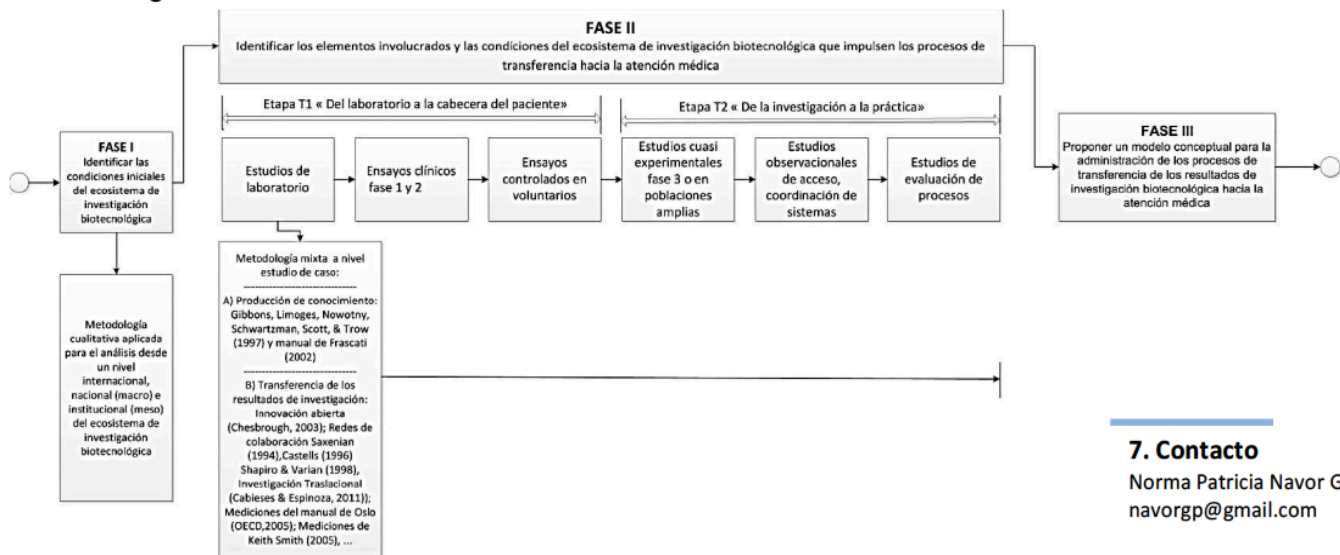 FASE II
Identificar los elementos involucrados y las condiciones del ecosistema de investigación biotecnológica que impulsen los procesos de
transferencia hacia la atención médica
Etapa T1 « Del laboratorio a la cabecera del paciente»
Etapa T2 « De la investigación a la práctica»
FASE I
Identificar las
condiciones iniciales
del ecosistema de
investigación
biotecnológica
Estudios de
laboratorio
Ensayos clínicos
fase 1 y 2
Ensayos
controlados en
voluntarios
Estudios cuasi
experimentales
fase 3 o en
poblaciones
amplias
Estudios
observacionales
de acceso,
coordinación de
sistemas
Estudios de
evaluación de
procesos
FASE III
Proponer un modelo conceptual para la
administración de los procesos de
transferencia de los resultados de
investigación biotecnológica hacia la
atención médica
Metodología
cualitativa aplicada
para el análisis desde
un nivel
internacional,
nacional (macro) e
institucional (meso)
del ecosistema de
investigación
biotecnológica
Metodología mixta a nivel
estudio de caso:
--------------------------------
A) Producción de conocimiento:
Gibbons, Limoges, Nowotny,
Schwartzman, Scott, & Trow
(1997) y manual de Frascati
(2002)
--------------------------------
B) Transferencia de los
resultados de investigación:
Innovación abierta
(Chesbrough, 2003); Redes de
colaboración Saxenian
(1994),Castells (1996)
Shapiro & Varian (1998),
Investigación Traslacional
(Cabieses & Espinoza, 2011));
Mediciones del manual de Oslo
(OECD,2005); Mediciones de
Keith Smith (2005), ...
7. Contacto
Norma Patricia Navor G
navorgp@gmail.com